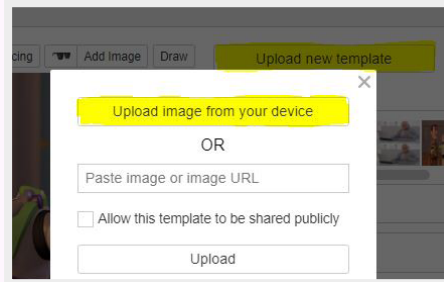 cing Add Image Draw Upload new template
Upload image from your device
OR
Paste image or image URL
Allow this template to be shared publicly
Upload